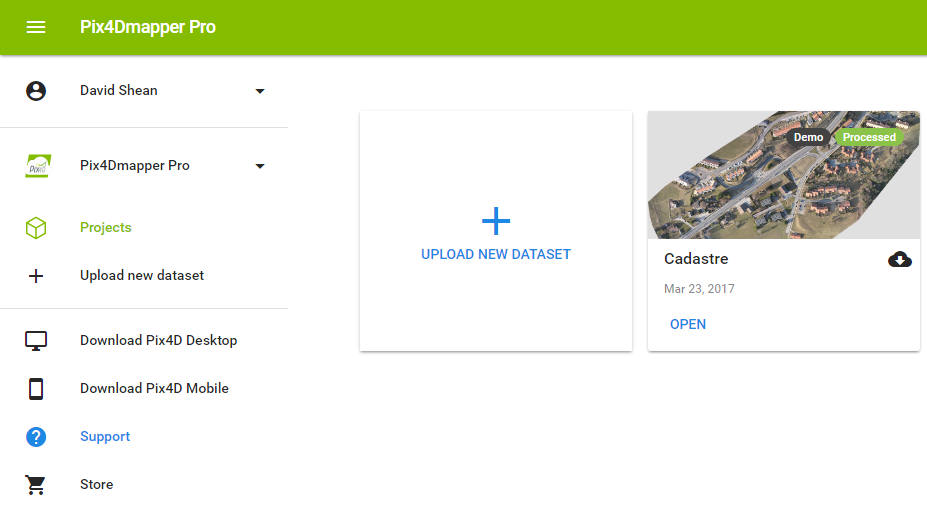 Pix4Dmapper Pro
David Shean
Pix4D
Pix4Dmapper Pro
Projects
Upload new dataset
Download Pix4D Desktop
Download Pix4D Mobile
Support
Store
UPLOAD NEW DATASET
Demo
Processed
Cadastre
Mar 23, 2017
OPEN